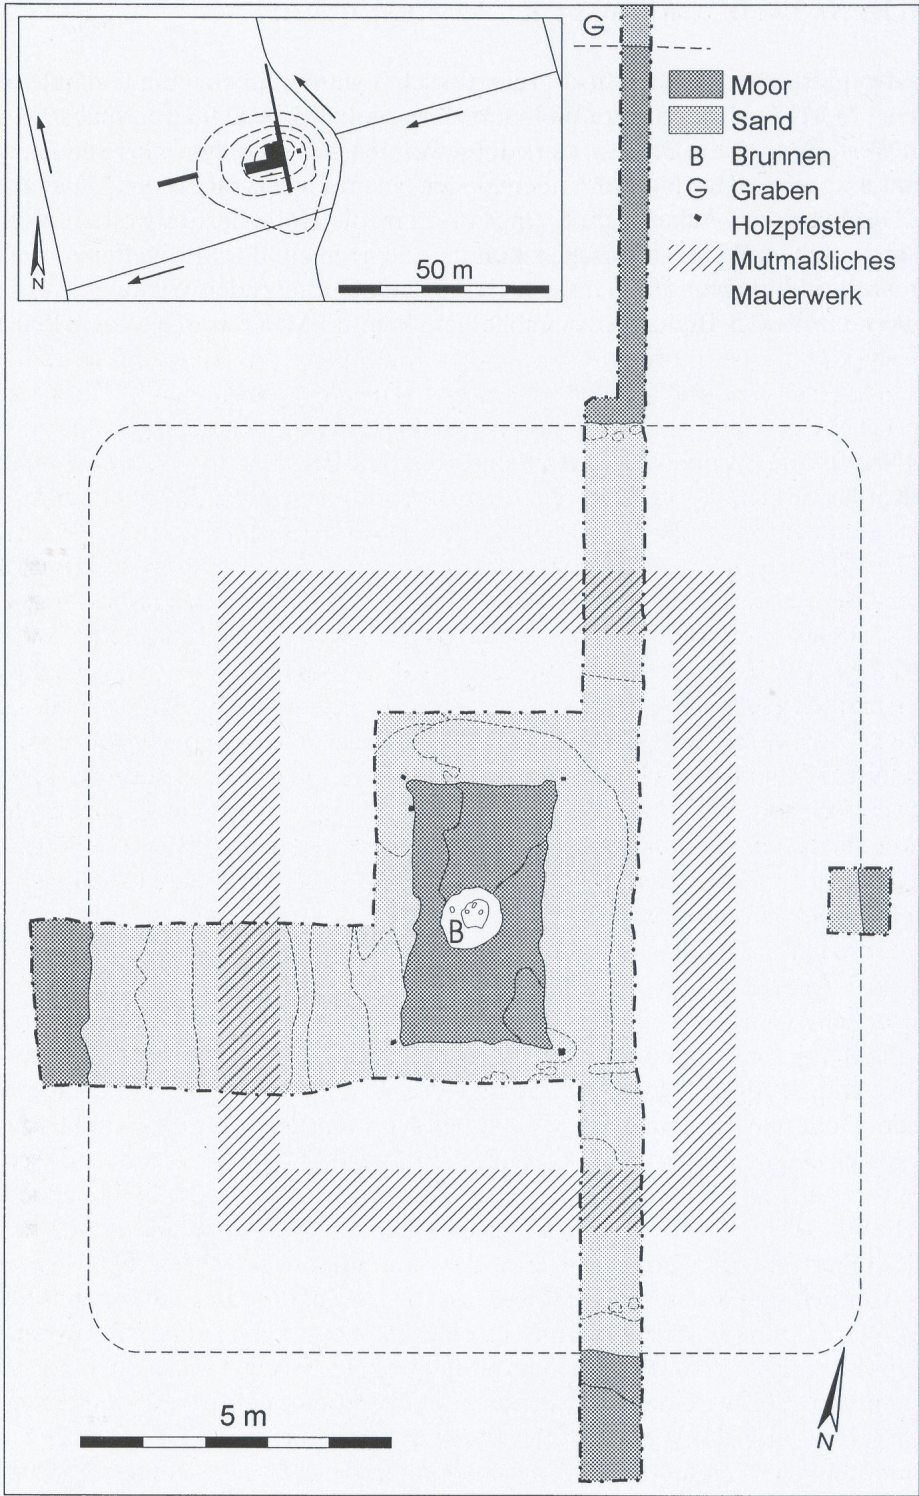 N
50 m
G
Moor
Sand
B Brunnen
G Graben
Holzpfosten
Mutmaßliches
Mauerwerk
B
5 m
N